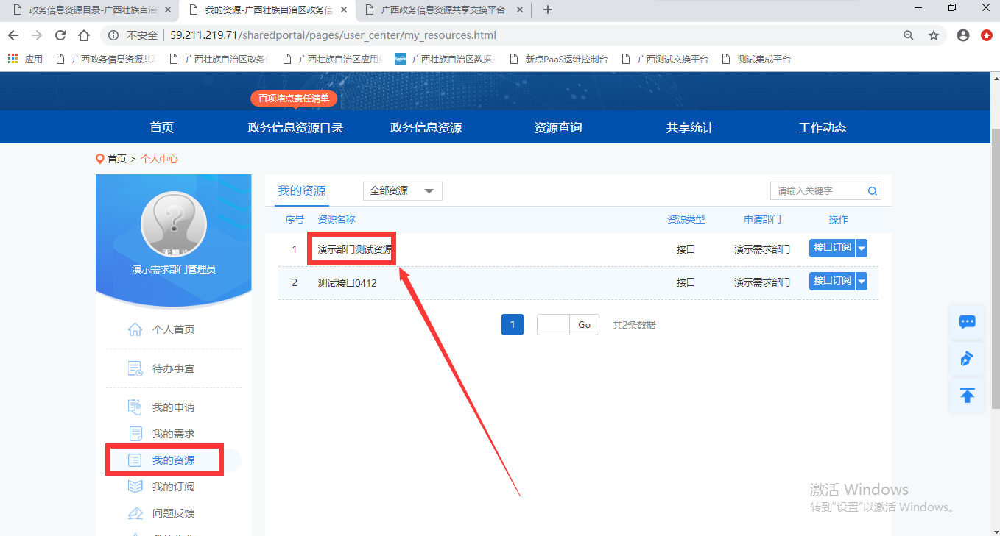 政务信息资源目录-广西壮族自治
我的资源-广西壮族自治区政务信
广西政务信息资源共享交换平台
不安全
59.211.219.71/sharedportal/pages/user_center/my_resources.html
应用
广西政务信息资源共享
广西壮族自治区政务信
广西壮族自治区应用
广西壮族自治区数据
新点PaaS运维控制台
广西测试交换平台
测试集成平台
百项堵点责任清单
首页
政务信息资源目录
政务信息资源
资源查询
共享统计
工作动态
首页 > 个人中心
演示需求部门管理员
个人首页
待办事宜
我的申请
我的需求
我的资源
我的订阅
问题反馈
我的资源
全部资源
请输入关键字
序号 资源名称 资源类型 申请部门 操作
1 演示部门测试资源 接口 演示需求部门 接口订阅
2 测试接口0412 接口 演示需求部门 接口订阅
1 Go 共2条数据
激活 Windows
转到"设置"以激活 Windows。